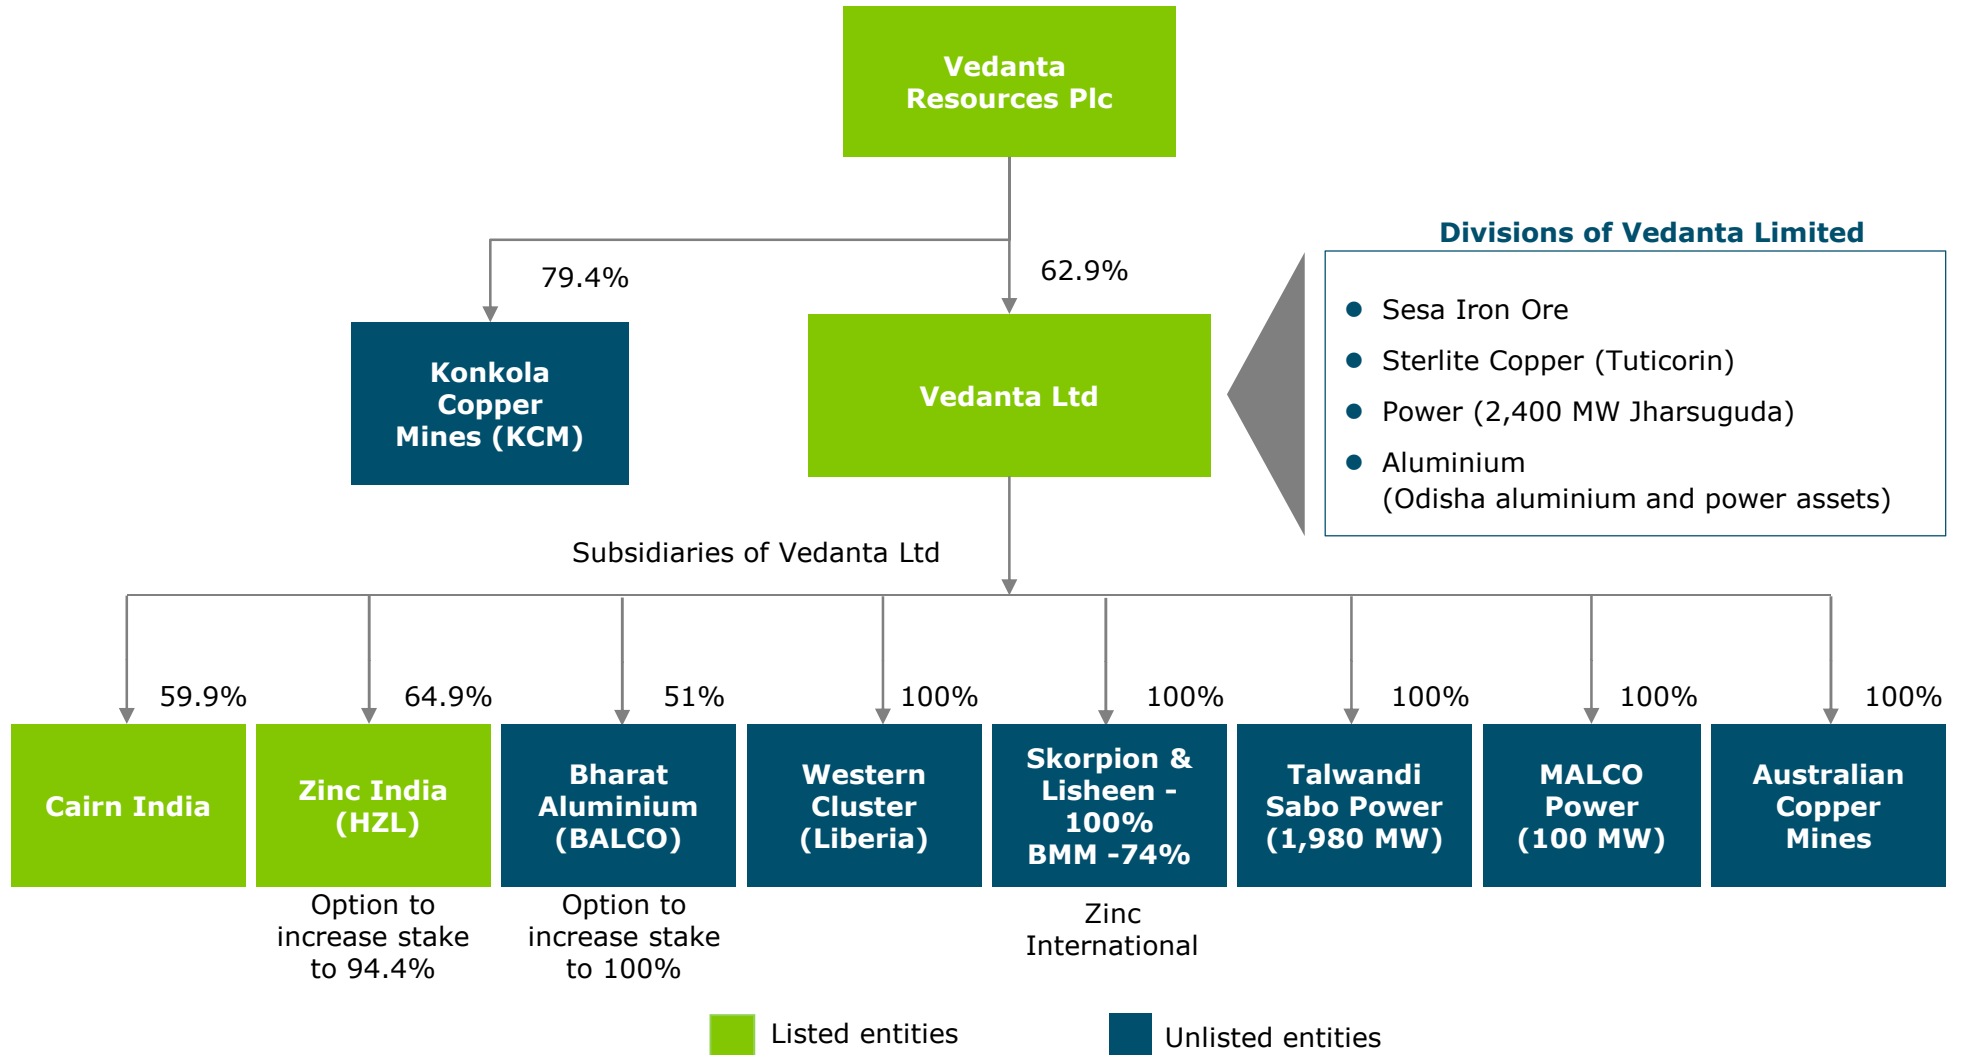 Vedanta
Resources Plc
79.4%
62.9%
Divisions of Vedanta Limited
Sesa Iron Ore
Sterlite Copper (Tuticorin)
Power (2,400 MW Jharsuguda)
Aluminium
(Odisha aluminium and power assets)
Konkola
Copper
Mines (KCM)
Vedanta Ltd
Subsidiaries of Vedanta Ltd
59.9%
64.9%
51%
100%
100%
100%
100%
100%
Cairn India
Zinc India
(HZL)
Bharat
Aluminium
(BALCO)
Western
Cluster
(Liberia)
Skorpion &
Lisheen -
100%
BMM -74%
Talwandi
Sabo Power
(1,980 MW)
MALCO
Power
(100 MW)
Australian
Copper
Mines
Option to
increase stake
to 94.4%
Option to
increase stake
to 100%
Zinc
International
Listed entities
Unlisted entities